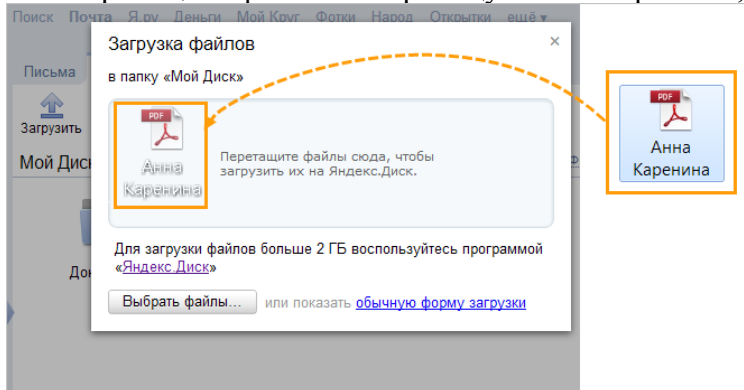 Поиск Почта Я.ру Деньги Мой Круг Фотки Народ Открытки ещё ▾
Загрузка файлов
×
Письма
в папку «Мой Диск»
Загрузить
PDF
Анна
Каренина
Перетащите файлы сюда, чтобы
загрузить их на Яндекс.Диск.
PDF
Анна
Каренина
Мой Диск
Для загрузки файлов больше 2 ГБ воспользуйтесь программой
«Яндекс.Диск»
Выбрать файлы... или показать обычную форму загрузки